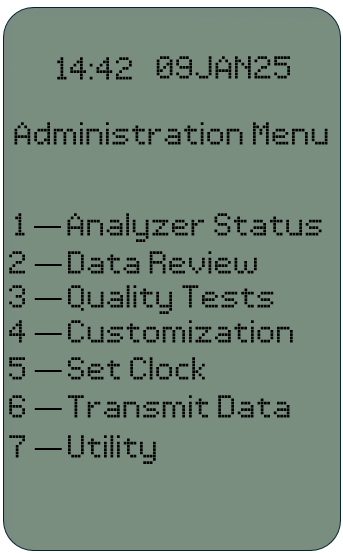 14:42 09JAN25
Administration Menu
1 — Analyzer Status
2 — Data Review
3 — Quality Tests
4 — Customization
5 — Set Clock
6 — Transmit Data
7 — Utility